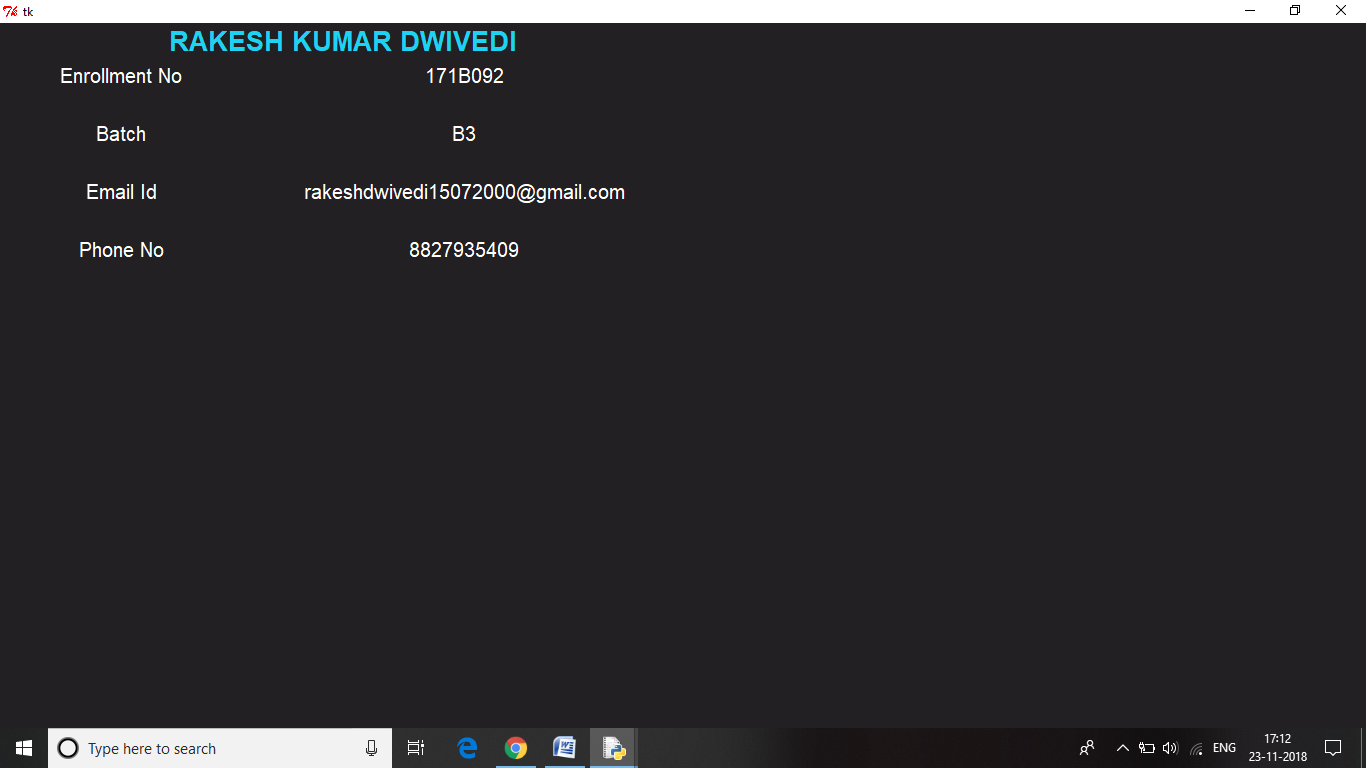 tk
RAKESH KUMAR DWIVEDI
Enrollment No 171B092
Batch B3
Email Id rakeshdwivedi15072000@gmail.com
Phone No 8827935409
Type here to search
ENG
17:12
23-11-2018